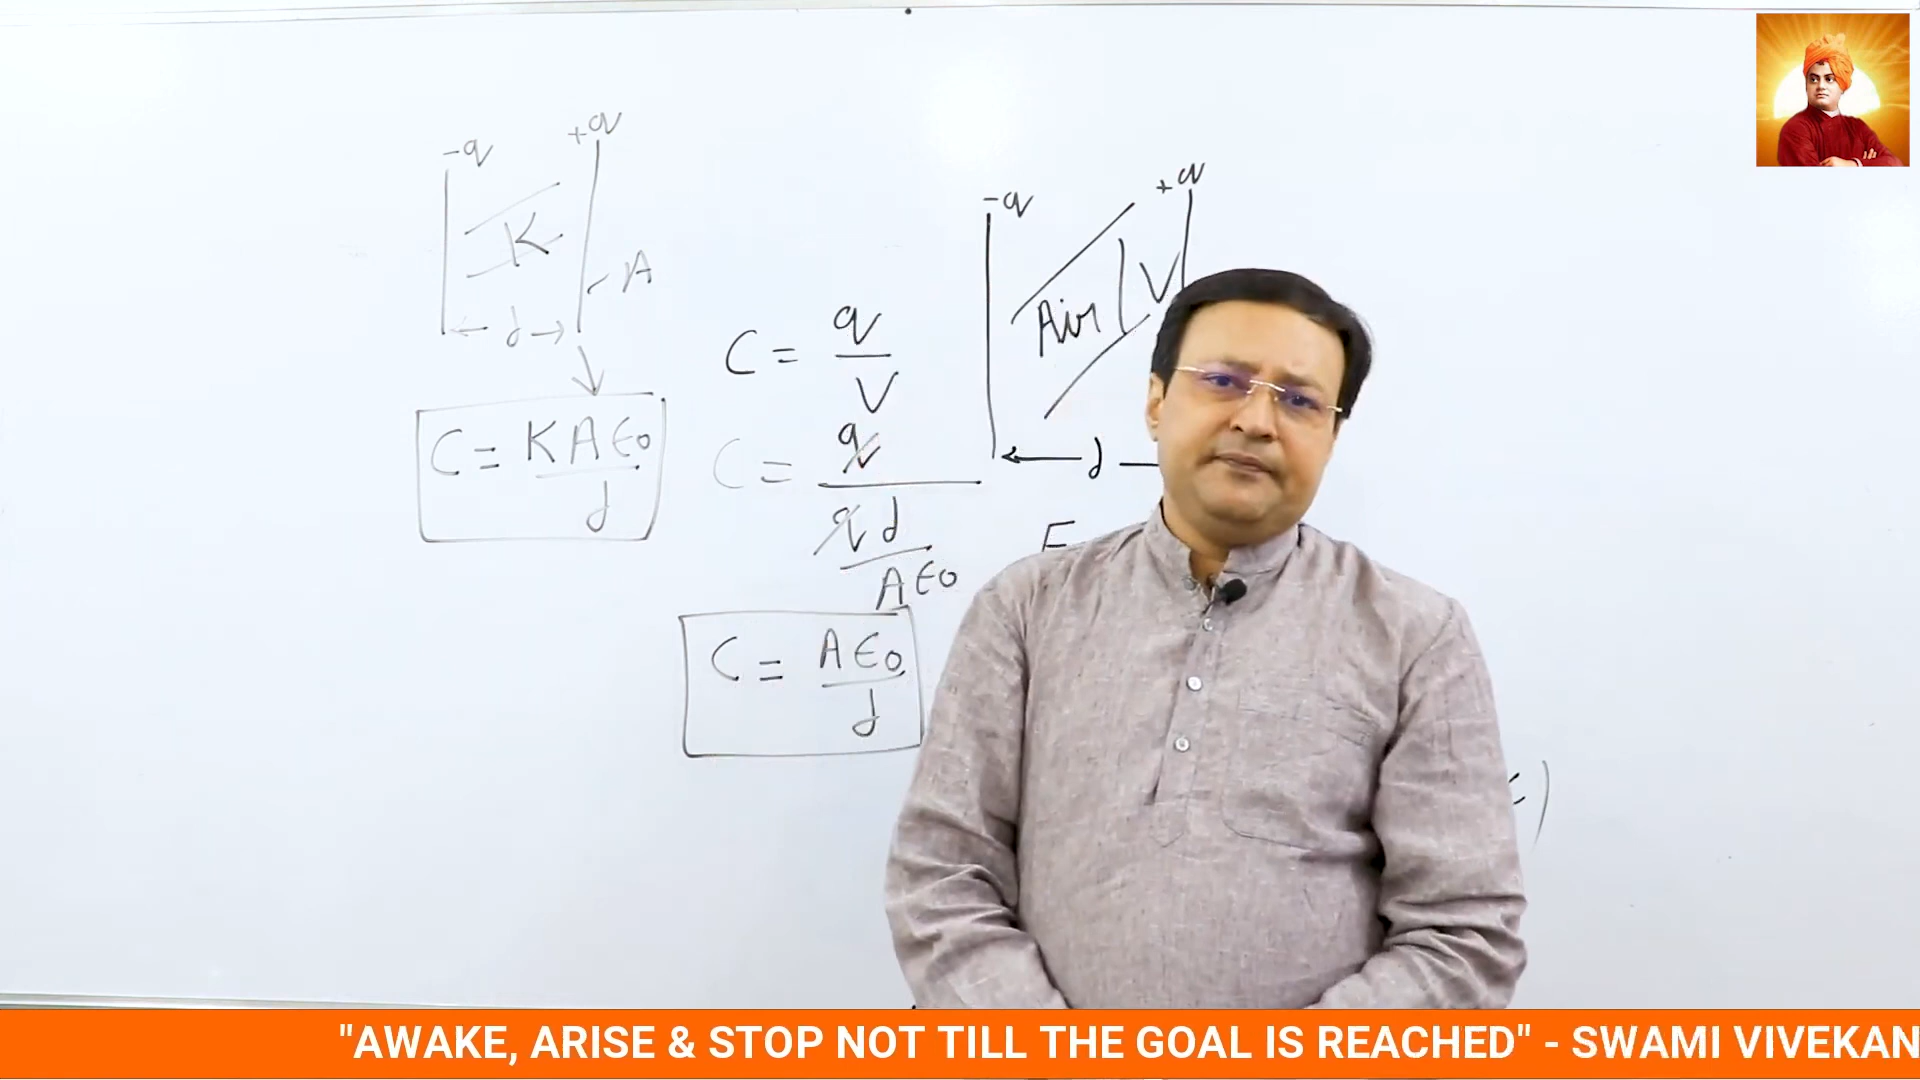 -q +q
K
A
d
C = KAϵ0/d
C = q/V
C = q/(qd/Aϵ0)
C = Aϵ0/d
-q +q
Air V
d
E
"AWAKE, ARISE & STOP NOT TILL THE GOAL IS REACHED" - SWAMI VIVEKAN